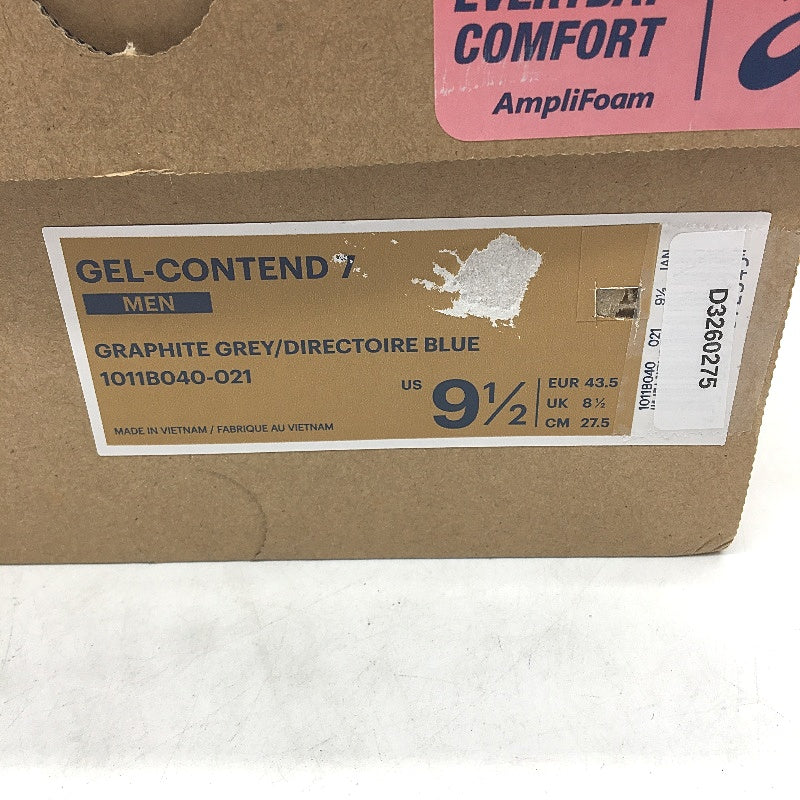 COMFORT
AmpliFoam
GEL-CONTEND 7
MEN
GRAPHITE GREY/DIRECTOIRE BLUE
1011B040-021
US 9½
EUR 43.5
UK 8½
CM 27.5
MADE IN VIETNAM / FABRIQUE AU VIETNAM
1011B040 021 9½
D3260275